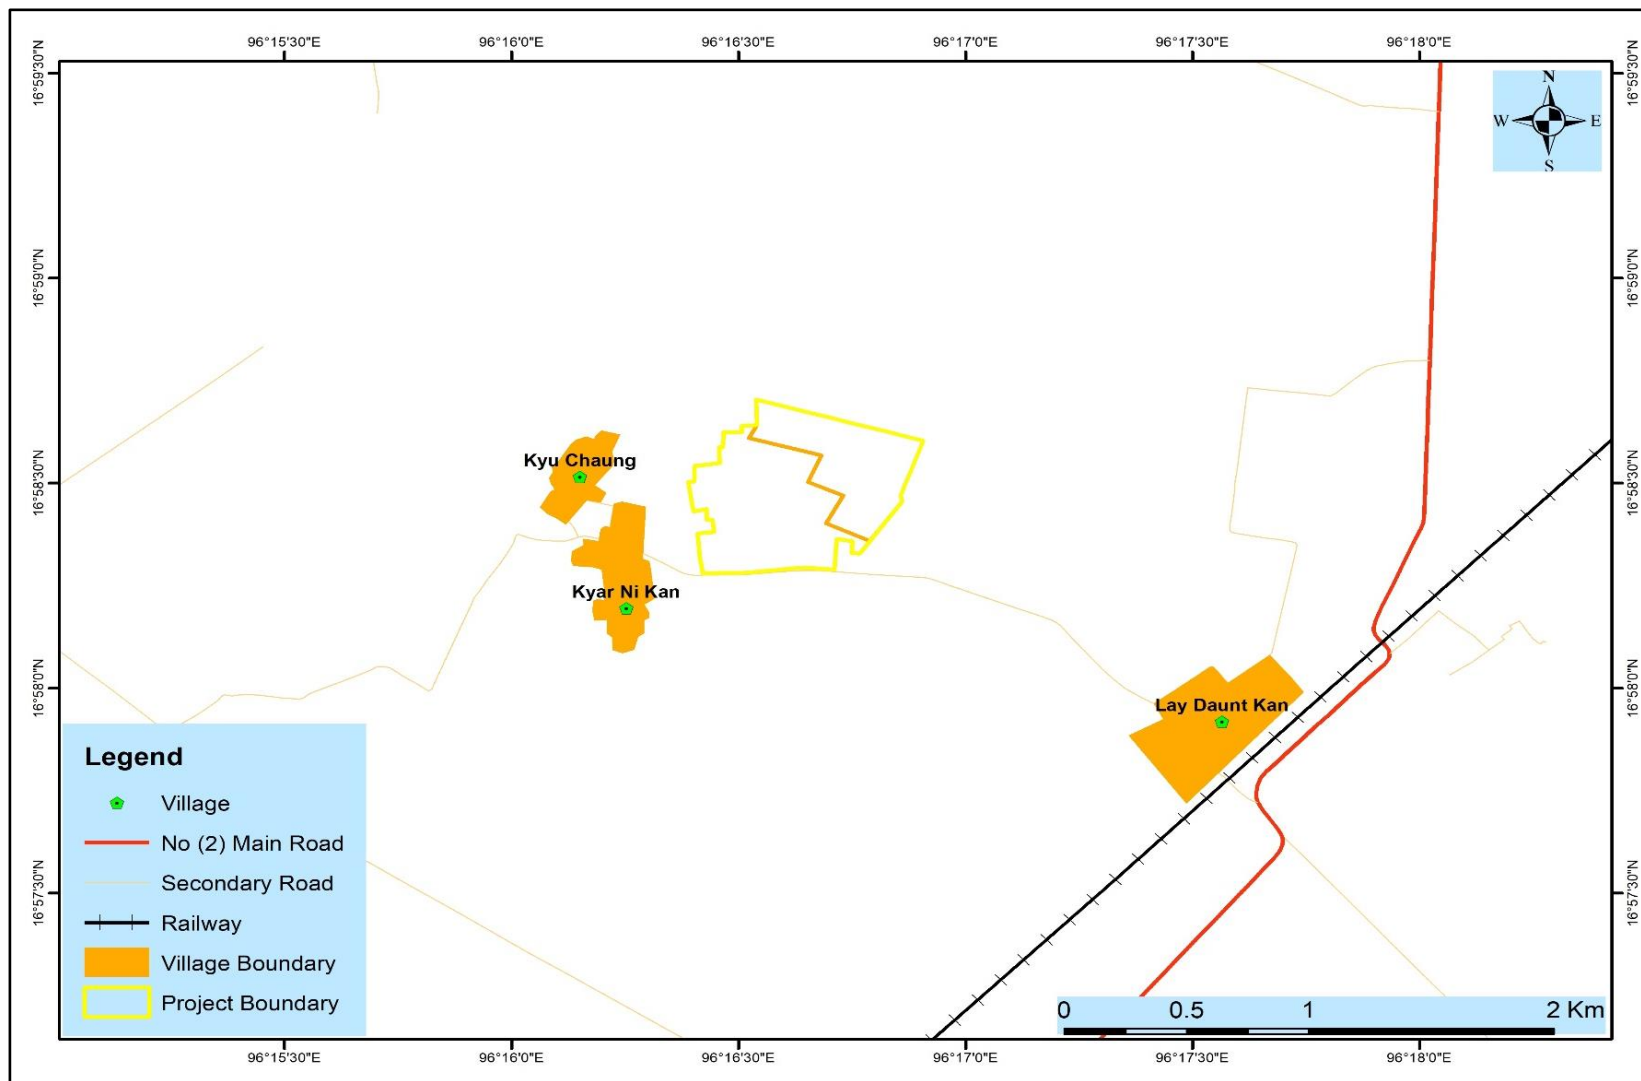 96°15'30"E 96°16'0"E 96°16'30"E 96°17'0"E 96°17'30"E 96°18'0"E
16°59'30"N 16°59'30"N
N
W E
S
16°59'0"N 16°59'0"N
Kyu Chaung
16°58'30"N 16°58'30"N
Kyar Ni Kan
16°58'0"N 16°58'0"N
Lay Daunt Kan
16°57'30"N 16°57'30"N
Legend
Village
No (2) Main Road
Secondary Road
Railway
Village Boundary
Project Boundary
0 0.5 1 2 Km
96°15'30"E 96°16'0"E 96°16'30"E 96°17'0"E 96°17'30"E 96°18'0"E